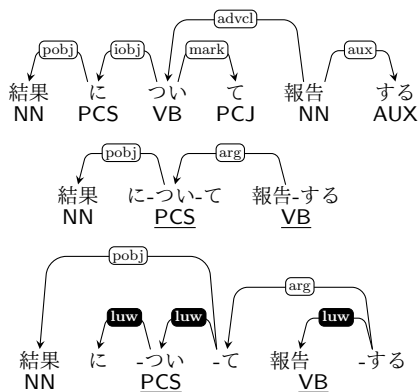 advcl
pobj iobj mark aux
結果 に つい て 報告 する
NN PCS VB PCJ NN AUX
pobj arg
結果 に-つい-て 報告-する
NN PCS VB
pobj
arg
luw luw luw
結果 に -つい -て 報告 -する
NN PCS VB